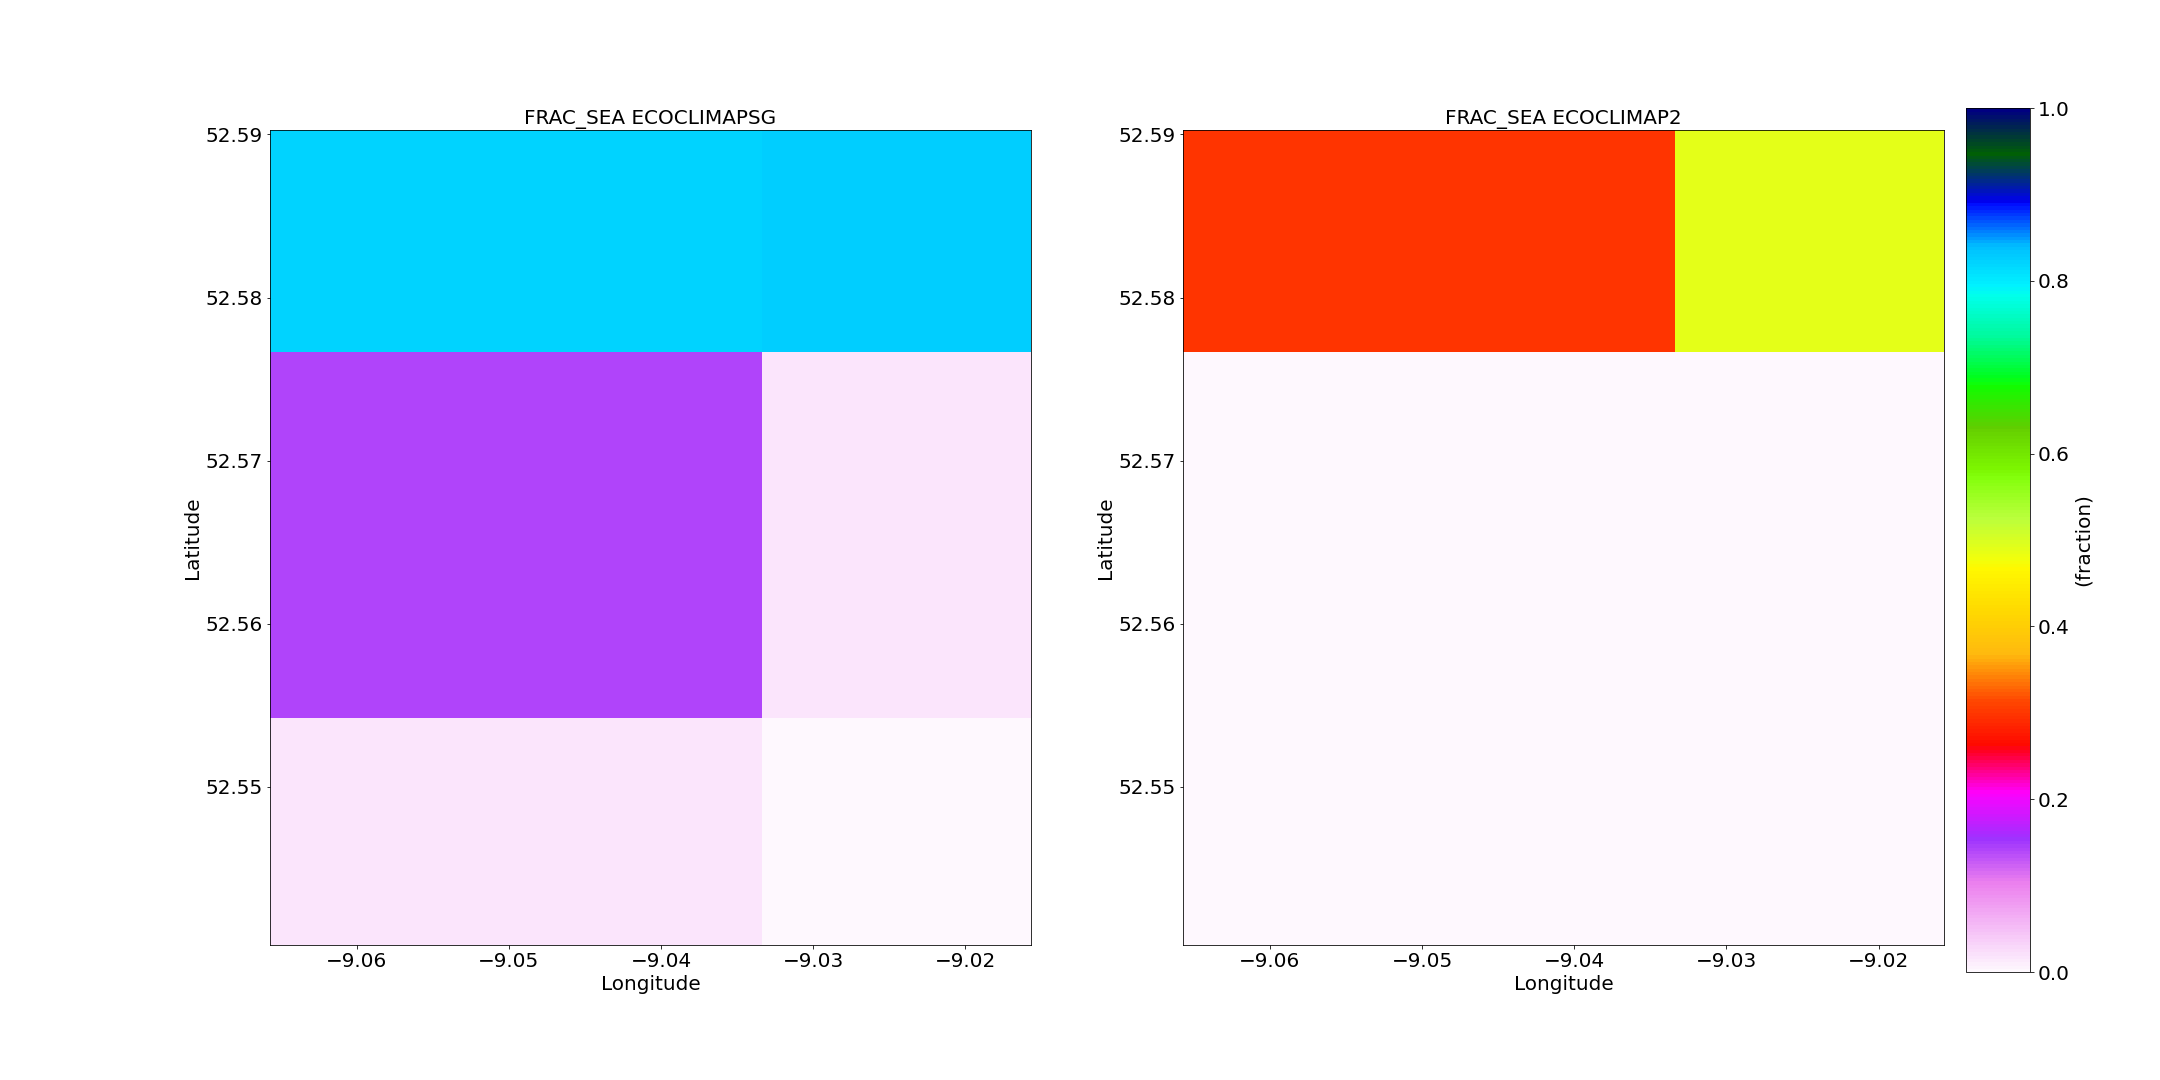 FRAC_SEA ECOCLIMAPSG
52.59
52.58
52.57
52.56
52.55
Latitude
−9.06 −9.05 −9.04 −9.03 −9.02
Longitude
FRAC_SEA ECOCLIMAP2
52.59
52.58
52.57
52.56
52.55
Latitude
−9.06 −9.05 −9.04 −9.03 −9.02
Longitude
1.0
0.8
0.6
0.4
0.2
0.0
(fraction)